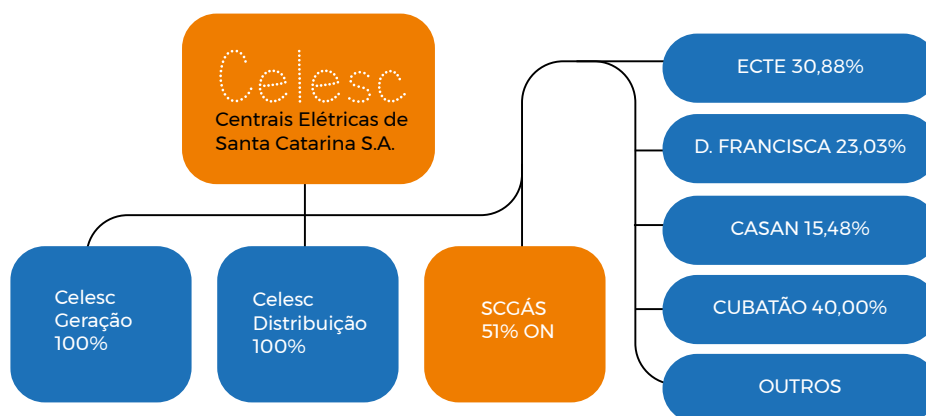 Celesc
Centrais Elétricas de
Santa Catarina S.A.
Celesc
Geração
100%
Celesc
Distribuição
100%
SCGÁS
51% ON
ECTE 30,88%
D. FRANCISCA 23,03%
CASAN 15,48%
CUBATÃO 40,00%
OUTROS